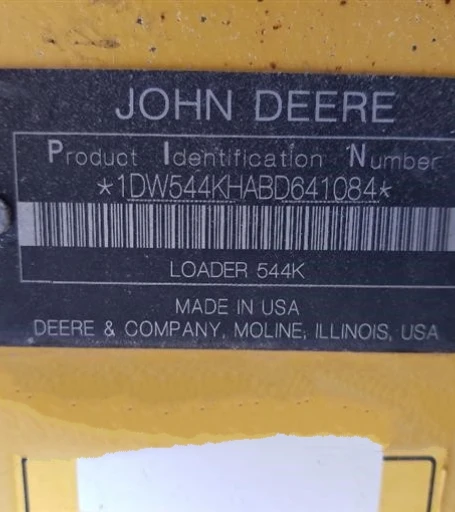 JOHN DEERE
Product Identification Number
*1DW544KHABD641084*
LOADER 544K
MADE IN USA
DEERE & COMPANY, MOLINE, ILLINOIS, USA